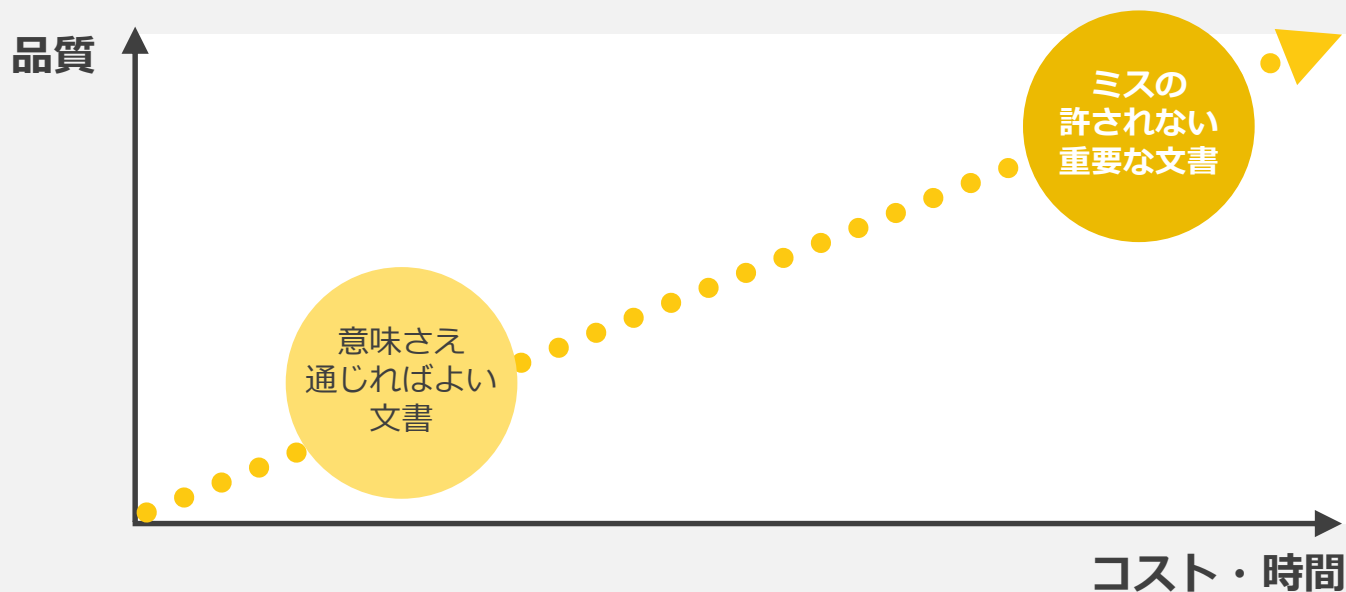 品質
ミスの
許されない
重要な文書
意味さえ
通じればよい
文書
コスト・時間